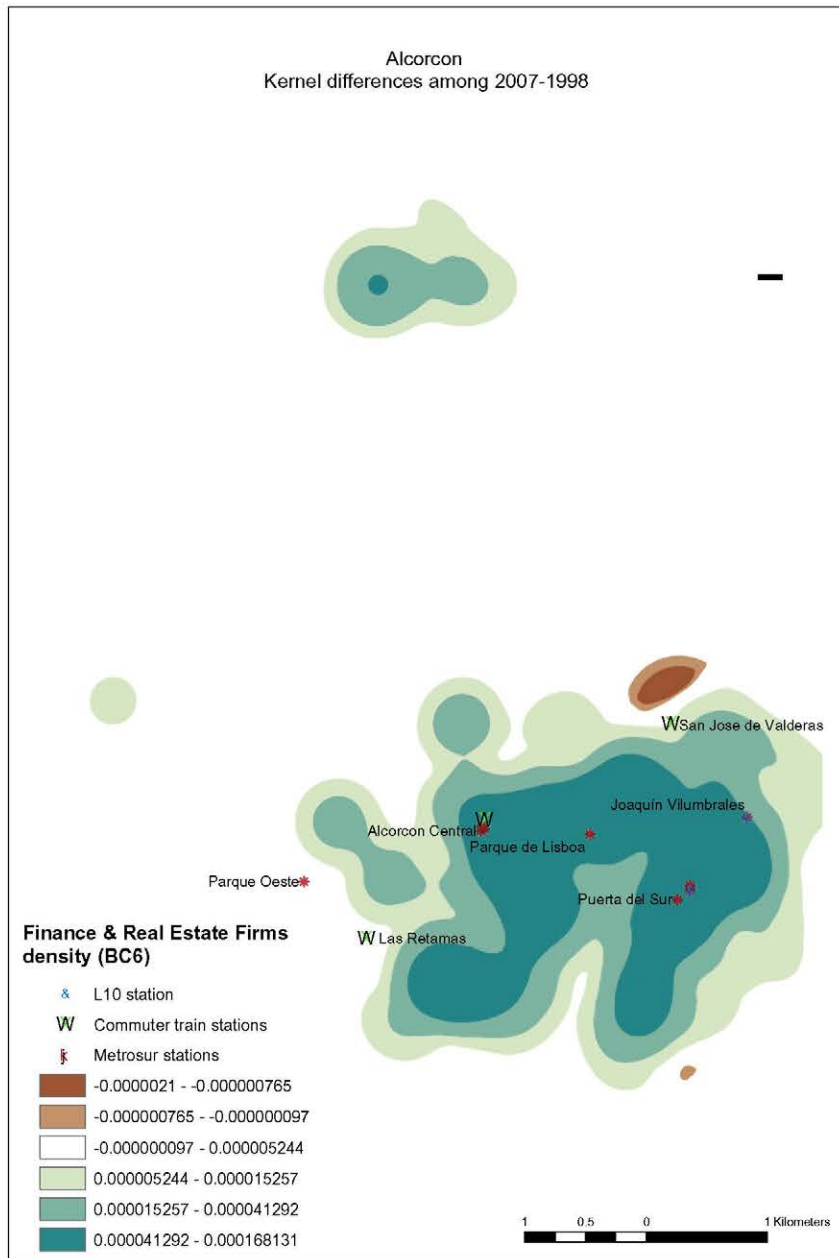 Alcorcon
Kernel differences among 2007-1998
W San Jose de Valderas
Joaquín Vilumbrales
W
Alcorcon Central
Parque de Lisboa
Parque Oeste
Puerta del Sur
W Las Retamas
Finance & Real Estate Firms
density (BC6)
& L10 station
W Commuter train stations
Metrosur stations
-0.0000021 - -0.000000765
-0.000000765 - -0.000000097
-0.000000097 - 0.000005244
0.000005244 - 0.000015257
0.000015257 - 0.000041292
0.000041292 - 0.000168131
1 0.5 0 1 Kilometers